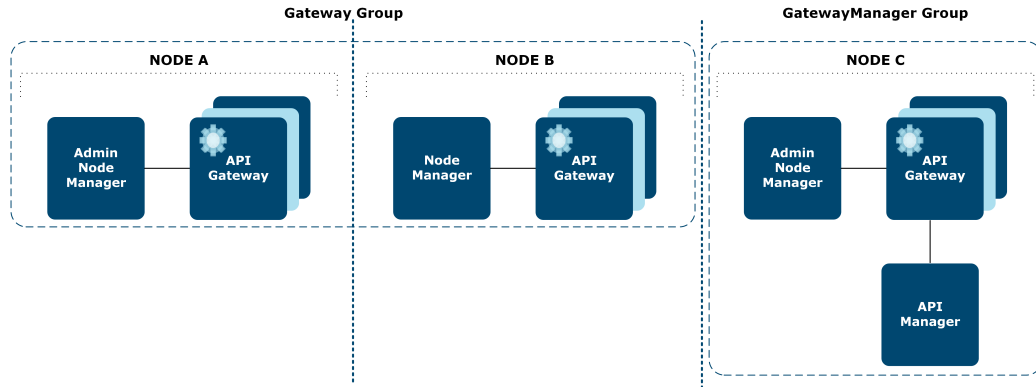 Gateway Group
GatewayManager Group
NODE A
NODE B
NODE C
Admin
Node
Manager
API
Gateway
Node
Manager
API
Gateway
Admin
Node
Manager
API
Gateway
API
Manager